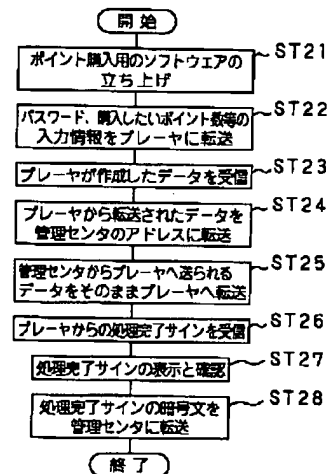 開始
ポイント購入用のソフトウェアの
立ち上げ
ST21
パスワード、購入したいポイント数等の
入力情報をプレーヤに転送
ST22
プレーヤが作成したデータを受信
ST23
プレーヤから転送されたデータを
管理センタのアドレスに転送
ST24
管理センタからプレーヤへ送られる
データをそのままプレーヤへ転送
ST25
プレーヤからの処理完了サインを受信
ST26
処理完了サインの表示と確認
ST27
処理完了サインの暗号文を
管理センタに転送
ST28
終了